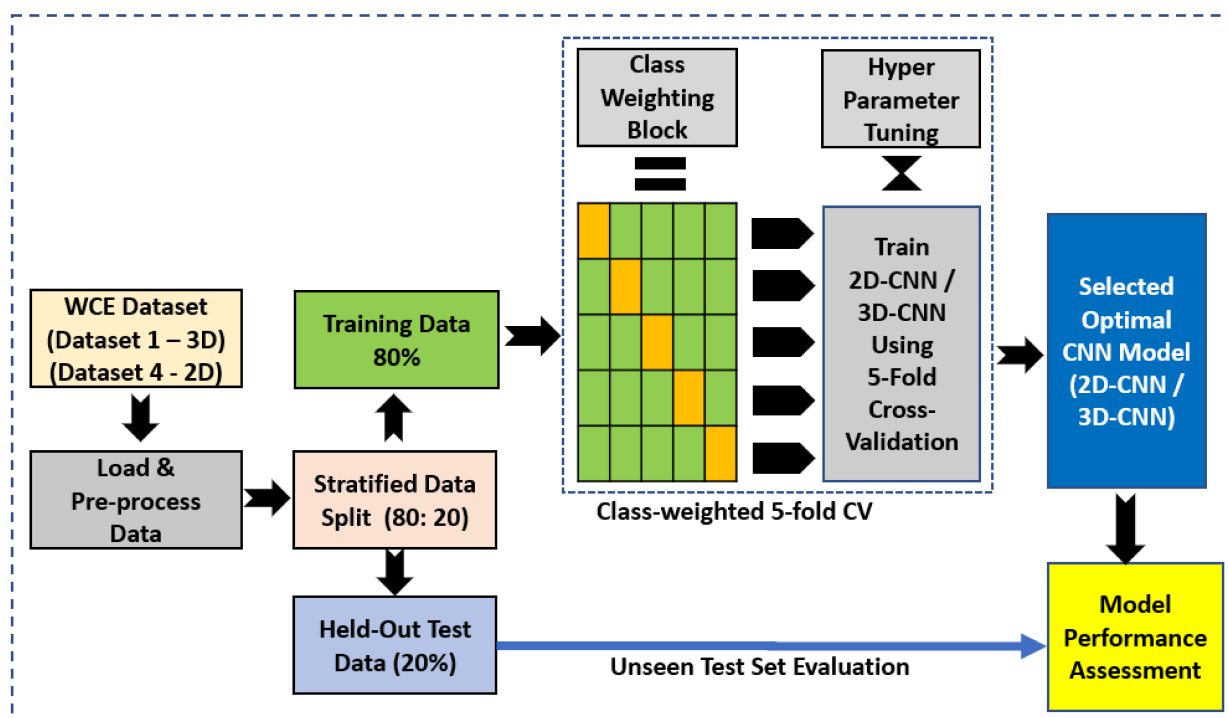 Class
Weighting
Block
Hyper
Parameter
Tuning
WCE Dataset
(Dataset 1 – 3D)
(Dataset 4 - 2D)
Training Data
80%
Train
2D-CNN /
3D-CNN
Using
5-Fold
Cross-
Validation
Selected
Optimal
CNN Model
(2D-CNN /
3D-CNN)
Load &
Pre-process
Data
Stratified Data
Split (80: 20)
Class-weighted 5-fold CV
Held-Out Test
Data (20%)
Unseen Test Set Evaluation
Model
Performance
Assessment